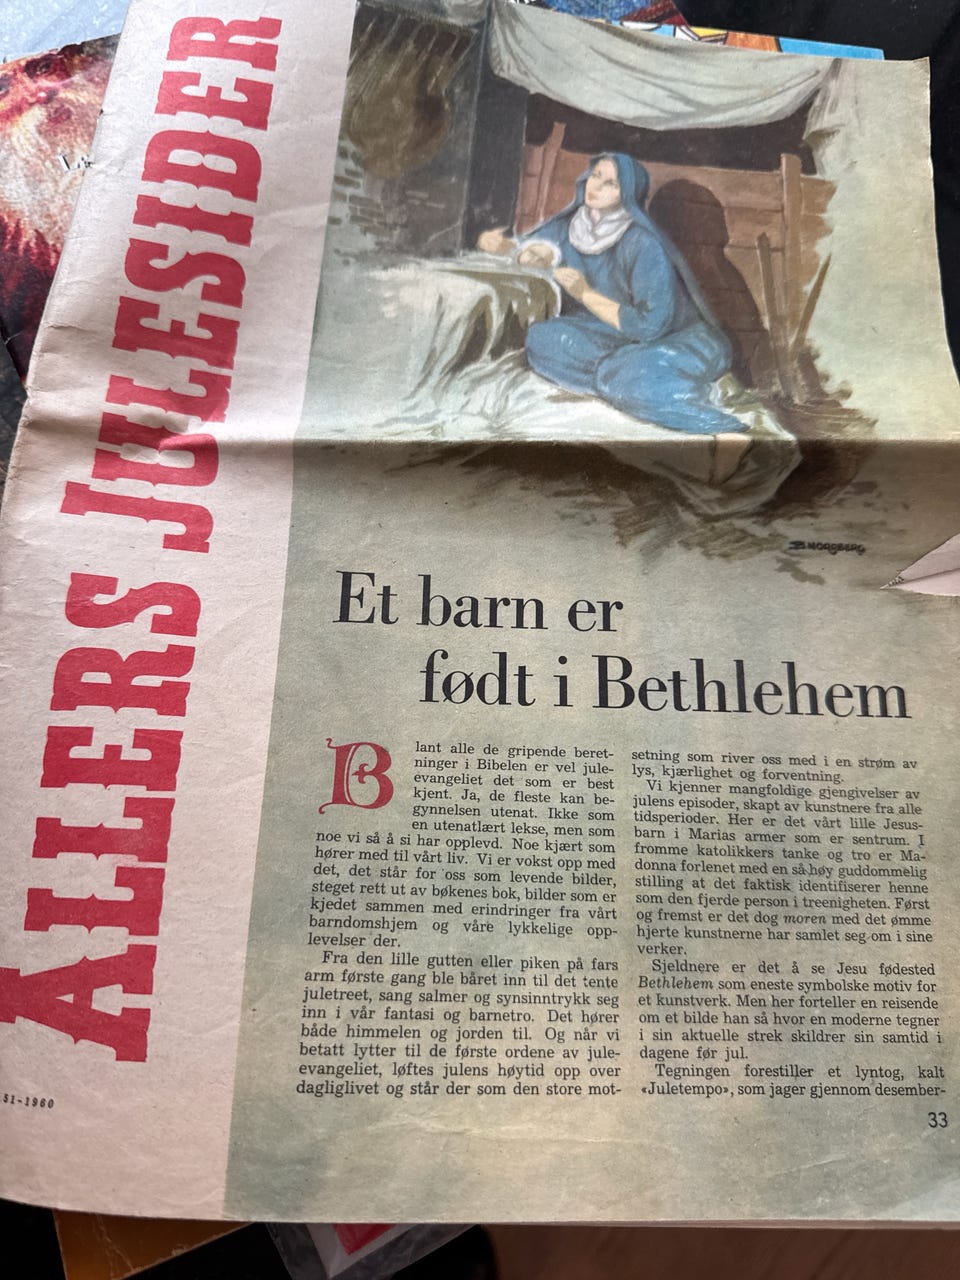 ALLERS JULESIDER
Et barn er
født i Bethlehem
Blant alle de gripende beret-
ninger i Bibelen er vel jule-
evangeliet det som er best
kjent. Ja, de fleste kan be-
gynnelsen utenat. Ikke som
en utenatlært lekse, men som
noe vi så å si har opplevd. Noe kjært som
hører med til vårt liv. Vi er vokst opp med
det, det står for oss som levende bilder,
steget rett ut av bøkenes bok, bilder som er
kjedet sammen med erindringer fra vårt
barndomshjem og våre lykkelige opp-
levelser der.
Fra den lille gutten eller piken på fars
arm første gang ble båret inn til det tente
juletreet, sang salmer og synsinntrykk seg
inn i vår fantasi og barnetro. Det hører
både himmelen og jorden til. Og når vi
betatt lytter til de første ordene av jule-
evangeliet, løftes julens høytid opp over
dagliglivet og står der som den store mot-
setning som river oss med i en strøm av
lys, kjærlighet og forventning.
Vi kjenner mangfoldige gjengivelser av
julens episoder, skapt av kunstnere fra alle
tidsperioder. Her er det vårt lille Jesus-
barn i Marias armer som er sentrum. I
fromme katolikkers tanke og tro er Ma-
donna forlenet med en så høy guddommelig
stilling at det faktisk identifiserer henne
som den fjerde person i treenigheten. Først
og fremst er det dog moren med det ømme
hjerte kunstnerne har samlet seg om i sine
verker.
Sjeldnere er det å se Jesu fødested
Bethlehem som eneste symbolske motiv for
et kunstverk. Men her forteller en reisende
om et bilde han så hvor en moderne tegner
i sin aktuelle strek skildrer sin samtid i
dagene før jul.
Tegningen forestiller et lyntog, kalt
«Juletempo», som jager gjennom desember-
51-1960
33